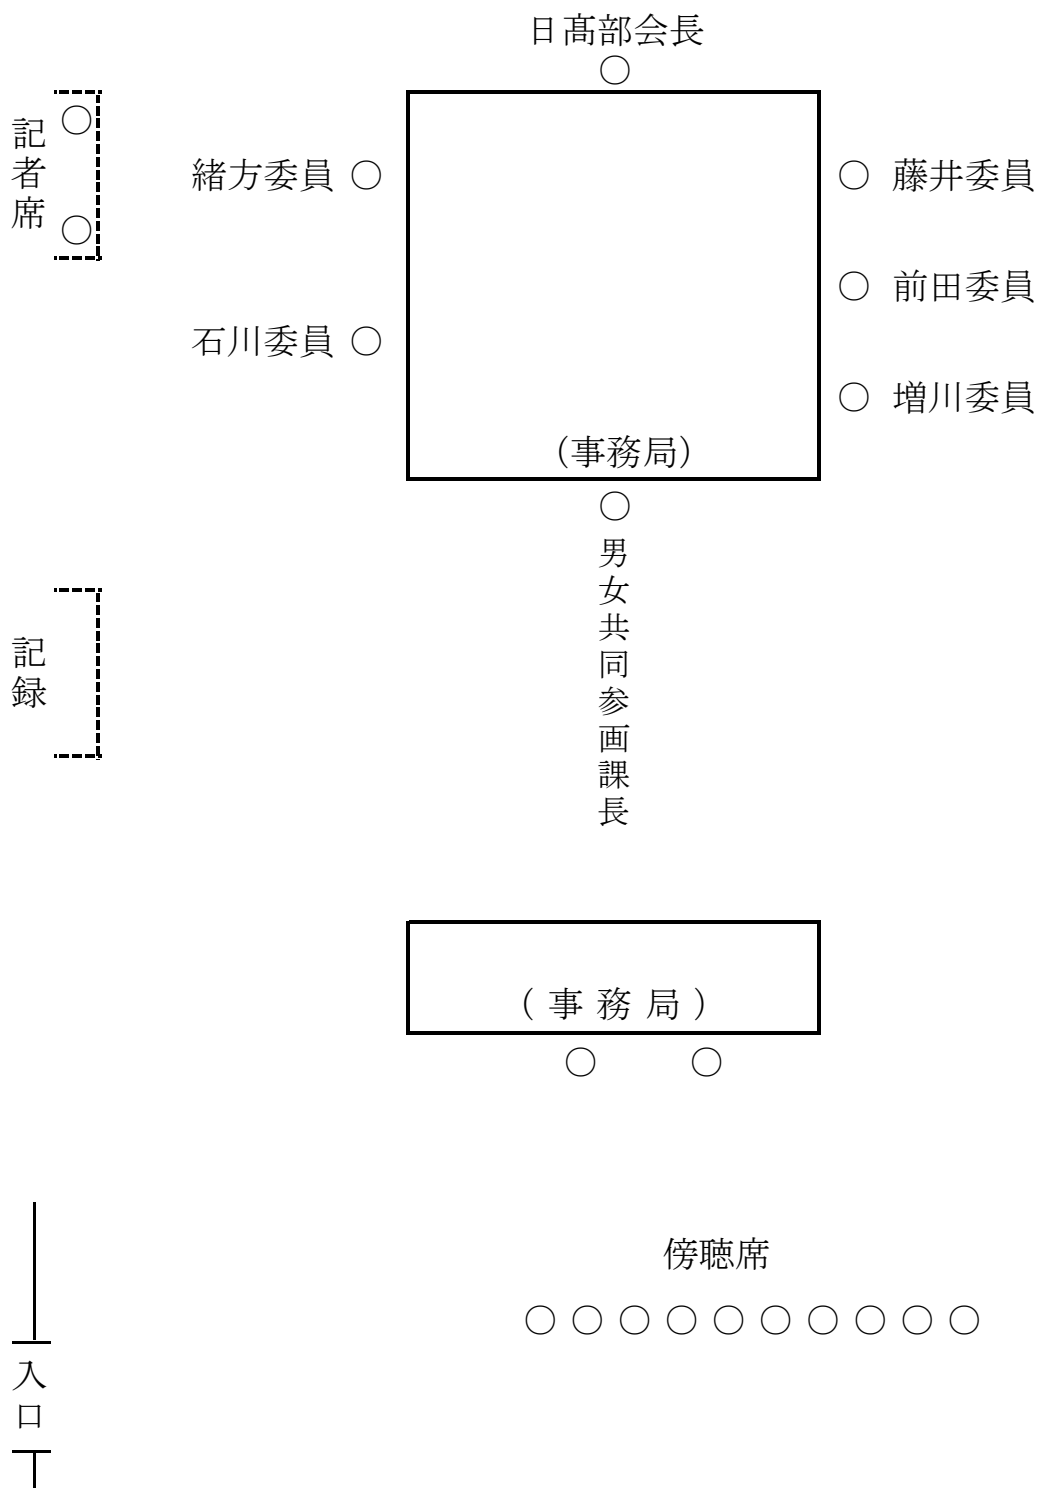 日髙部会長
○
記者席
○
○
緒方委員 ○
○ 藤井委員
○ 前田委員
石川委員 ○
○ 増川委員
(事務局)
○
男女共同参画課長
記録
(事務局)
○ ○
傍聴席
○○○○○○○○○○
入口